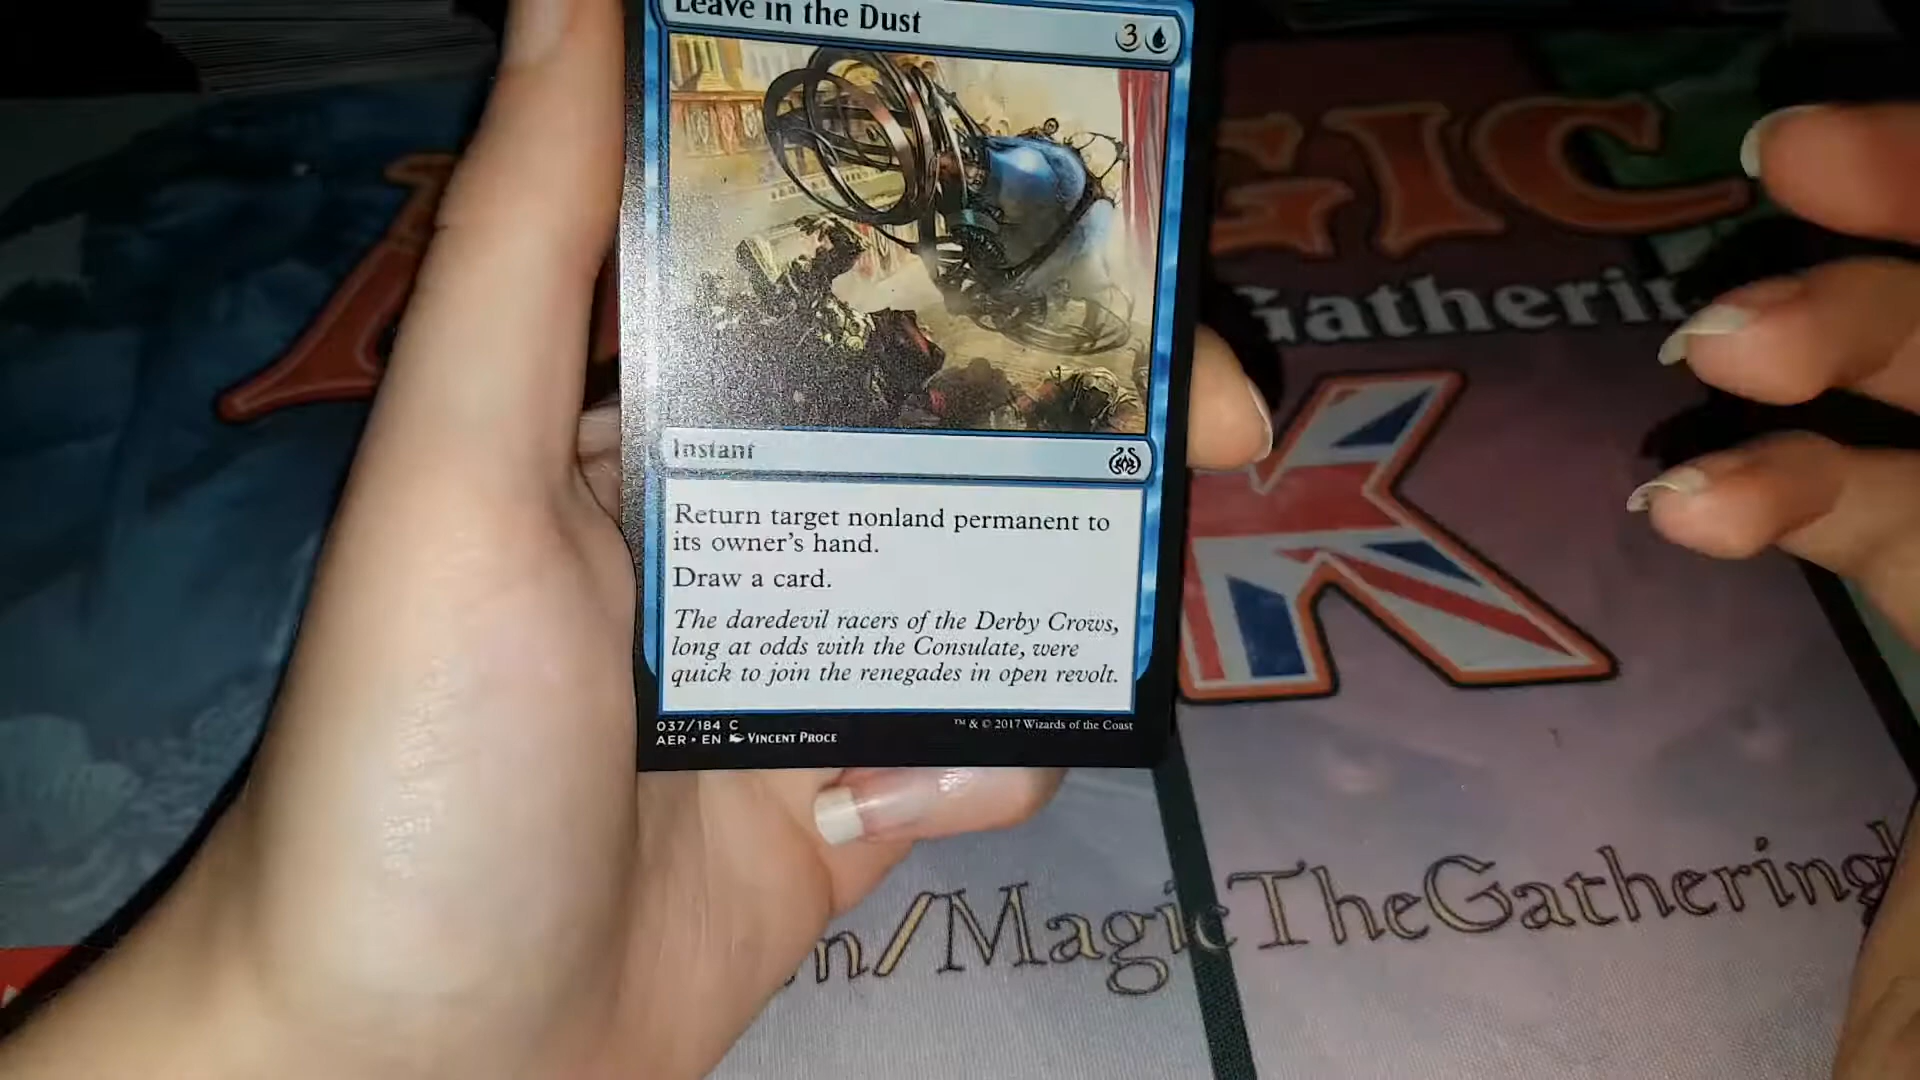 Leave in the Dust
3
GIC
Gatherin
K
Instant
Return target nonland permanent to
its owner's hand.
Draw a card.
The daredevil racers of the Derby Crows,
long at odds with the Consulate, were
quick to join the renegades in open revolt.
037/184 C
AER • EN VINCENT PROCE
™ & © 2017 Wizards of the Coast
m/MagicTheGathering